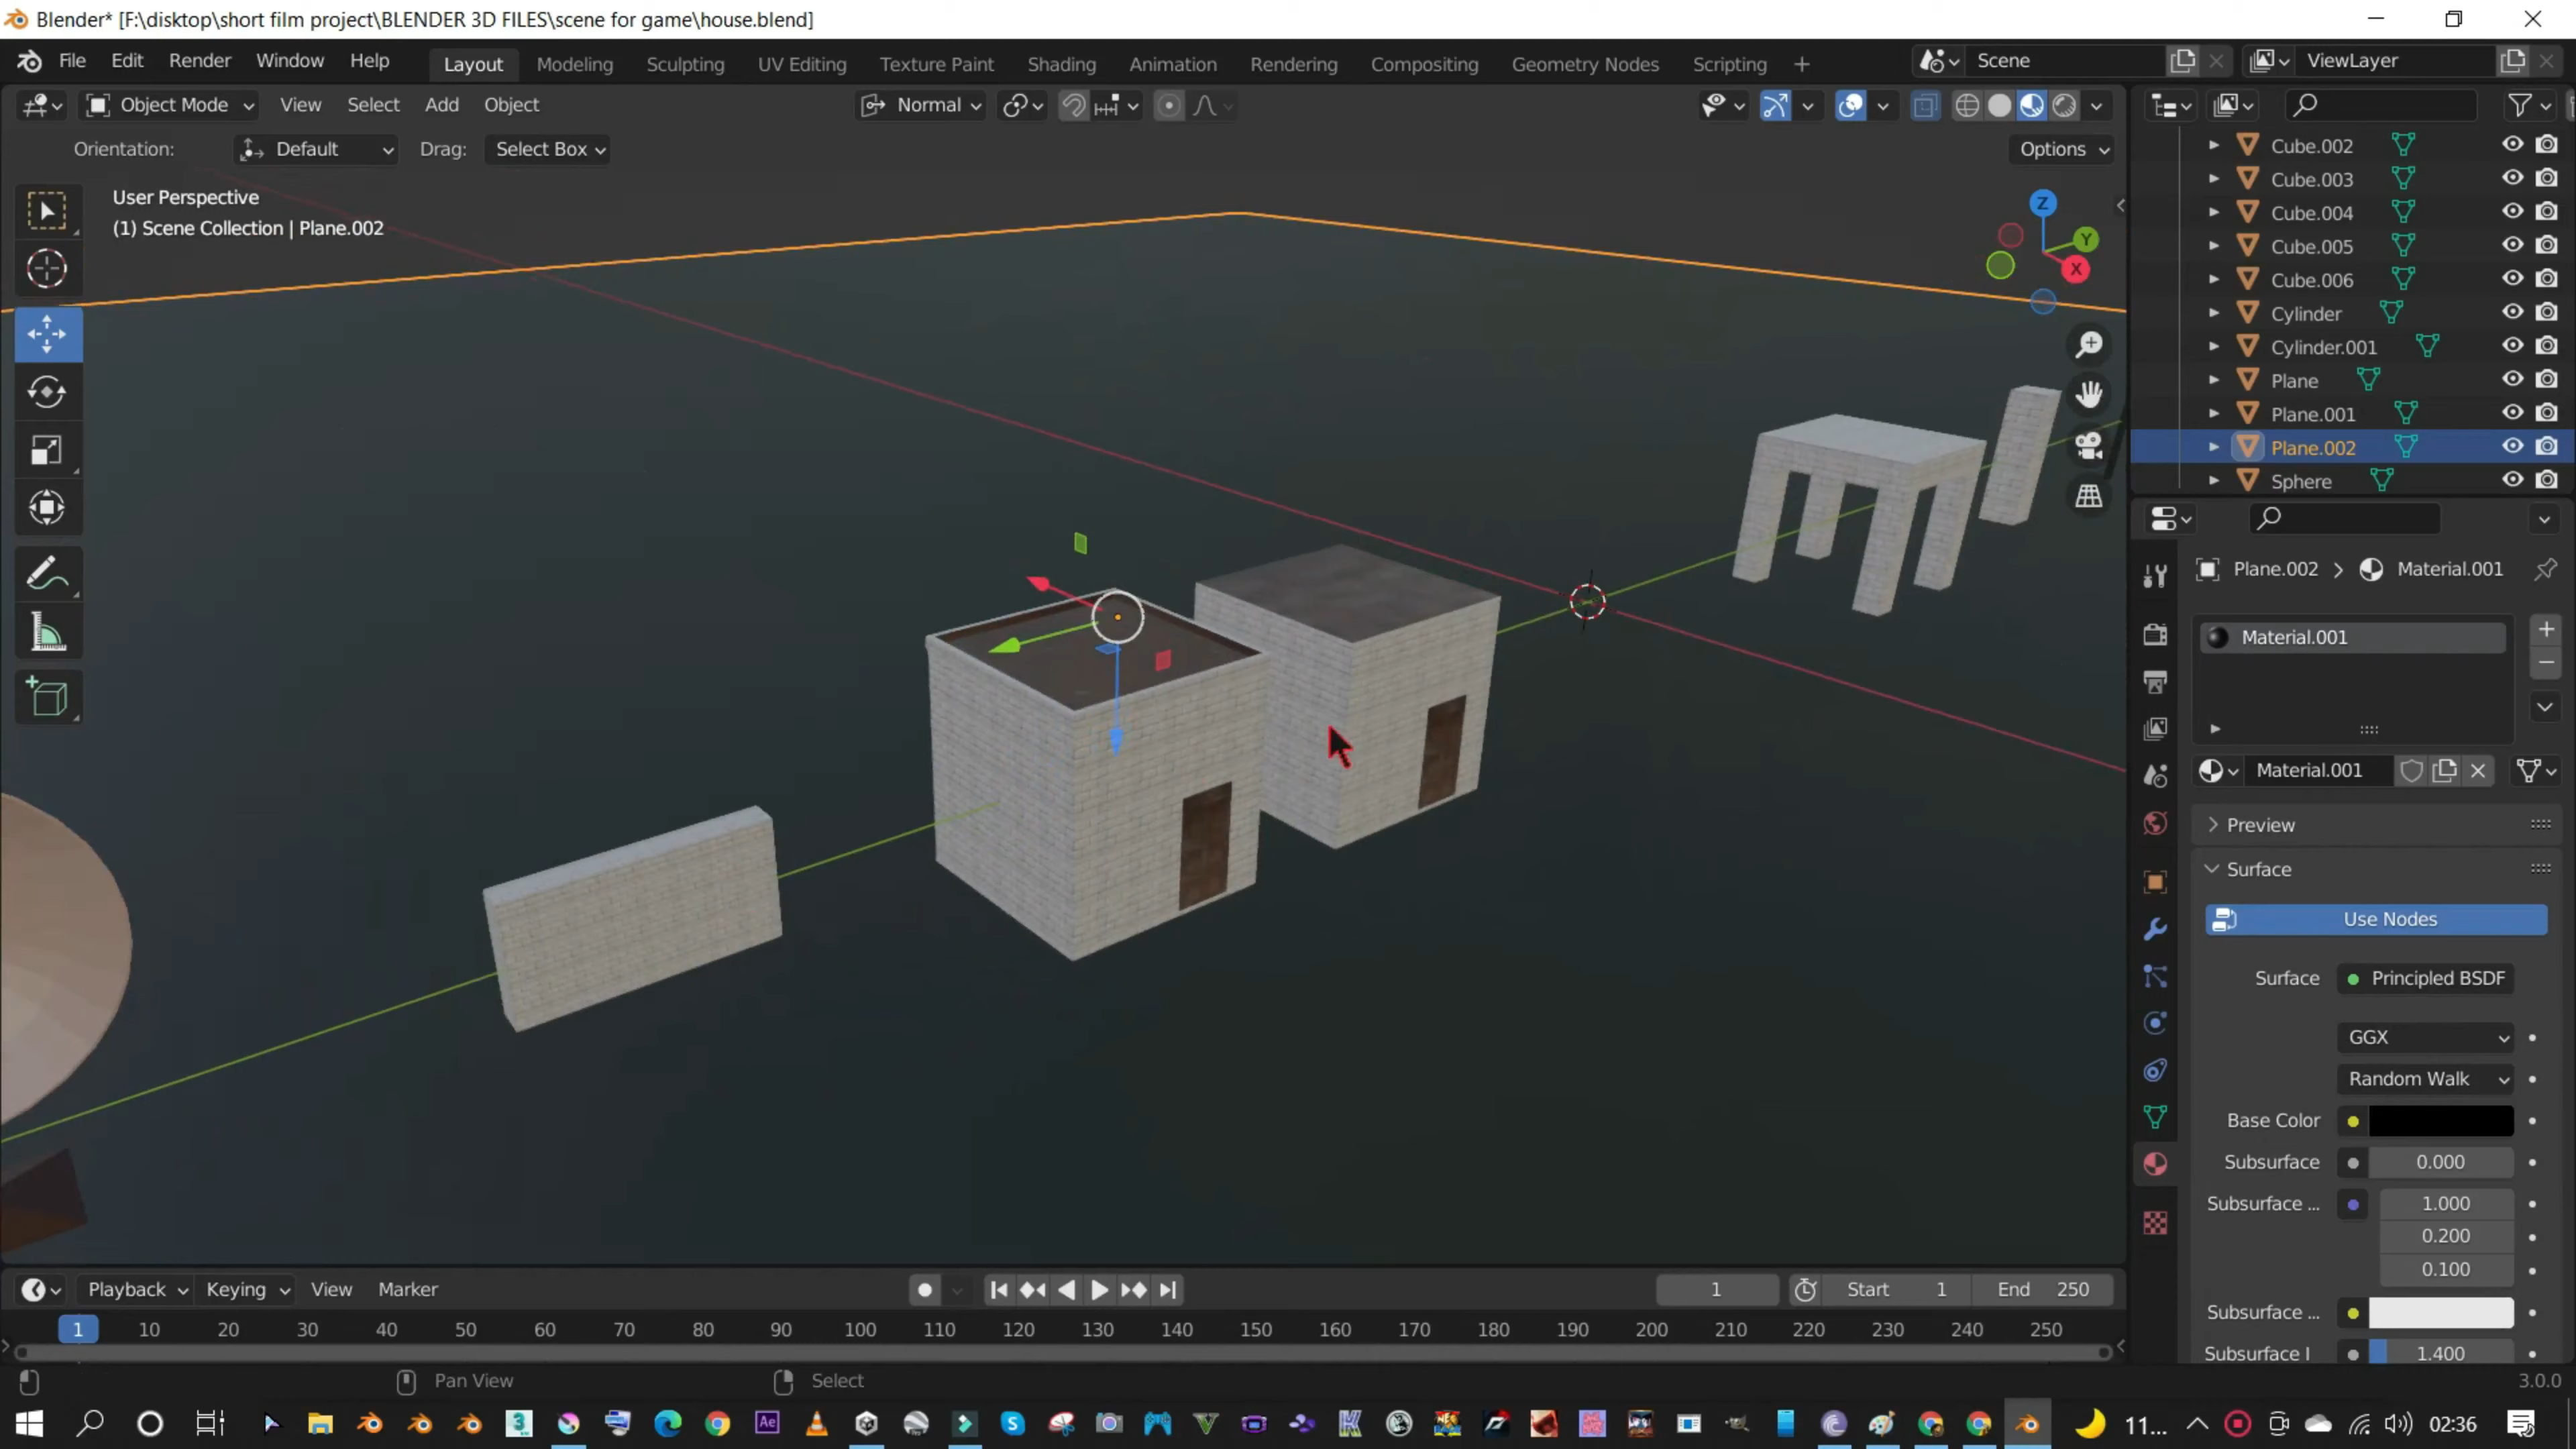 Blender* [F:\disktop\short film project\BLENDER 3D FILES\scene for game\house.blend]
File Edit Render Window Help Layout Modeling Sculpting UV Editing Texture Paint Shading Animation Rendering Compositing Geometry Nodes Scripting + Scene ViewLayer
Object Mode View Select Add Object Normal
Orientation: Default Drag: Select Box Options
User Perspective
(1) Scene Collection | Plane.002
Z
Y
X
Cube.002
Cube.003
Cube.004
Cube.005
Cube.006
Cylinder
Cylinder.001
Plane
Plane.001
Plane.002
Sphere
Plane.002 > Material.001
Material.001
Material.001
Preview
Surface
Use Nodes
Surface Principled BSDF
GGX
Random Walk
Base Color
Subsurface 0.000
Subsurface ... 1.000
0.200
0.100
Subsurface ...
Subsurface I 1.400
Playback Keying View Marker 1 Start 1 End 250
1 10 20 30 40 50 60 70 80 90 100 110 120 130 140 150 160 170 180 190 200 210 220 230 240 250
Pan View Select 3.0.0
3 Ae S V K 11... 02:36